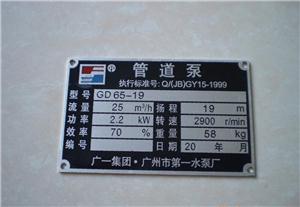 ®
管道泵
执行标准号: Q/(JB)GY15-1999
型号 GD 65-19
流量 25 m³/h 扬程 19 m
功率 2.2 kW 转速 2900 r/min
效率 70 % 重量 58 kg
编号 日期 20 年 月
广一集团·广州市第一水泵厂